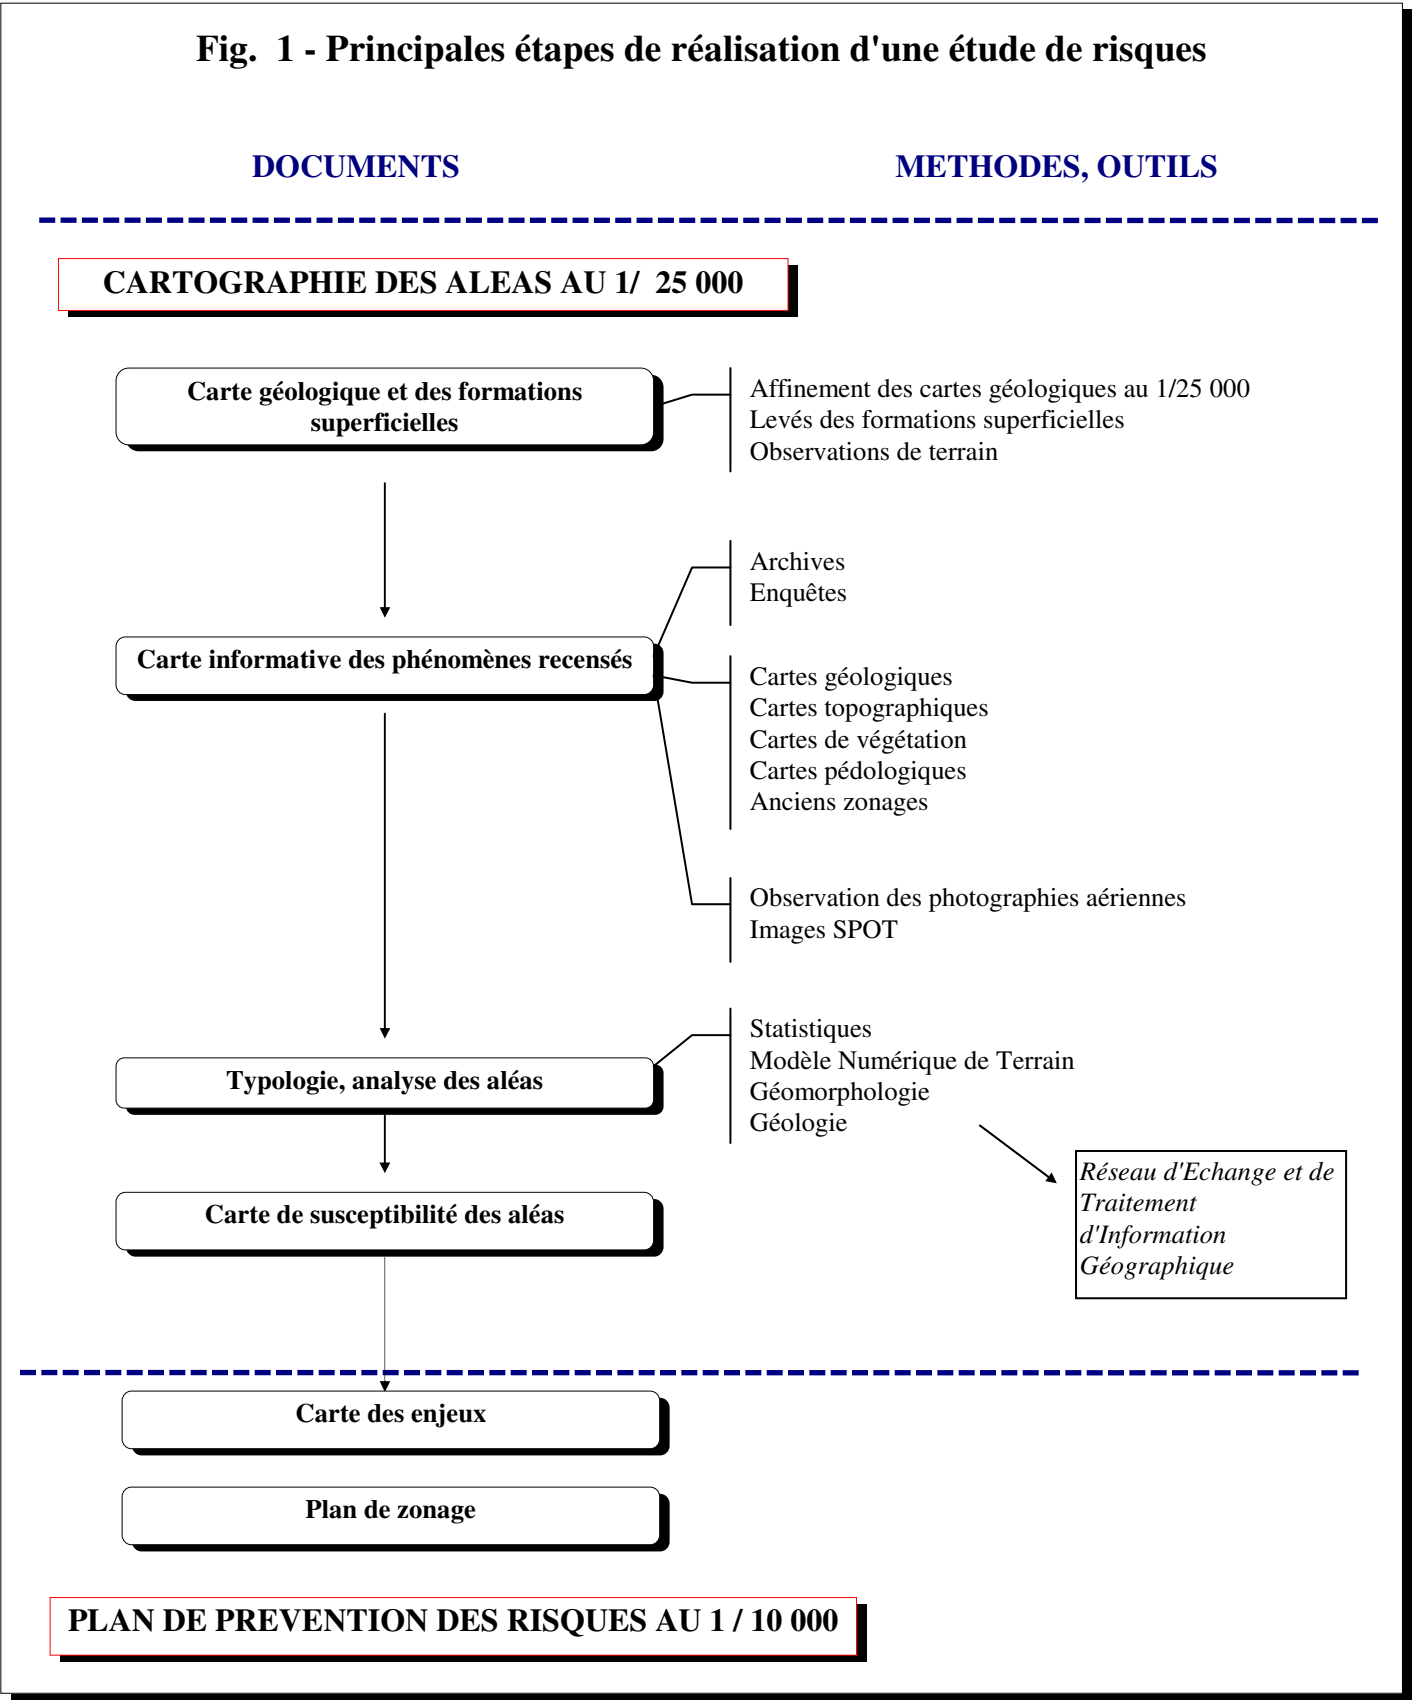 Fig. 1 - Principales étapes de réalisation d'une étude de risques
DOCUMENTS
METHODES, OUTILS
CARTOGRAPHIE DES ALEAS AU 1/ 25 000
Carte géologique et des formations
superficielles
Affinement des cartes géologiques au 1/25 000
Levés des formations superficielles
Observations de terrain
Archives
Enquêtes
Carte informative des phénomènes recensés
Cartes géologiques
Cartes topographiques
Cartes de végétation
Cartes pédologiques
Anciens zonages
Observation des photographies aériennes
Images SPOT
Typologie, analyse des aléas
Statistiques
Modèle Numérique de Terrain
Géomorphologie
Géologie
Réseau d'Echange et de
Traitement
d'Information
Géographique
Carte de susceptibilité des aléas
Carte des enjeux
Plan de zonage
PLAN DE PREVENTION DES RISQUES AU 1 / 10 000